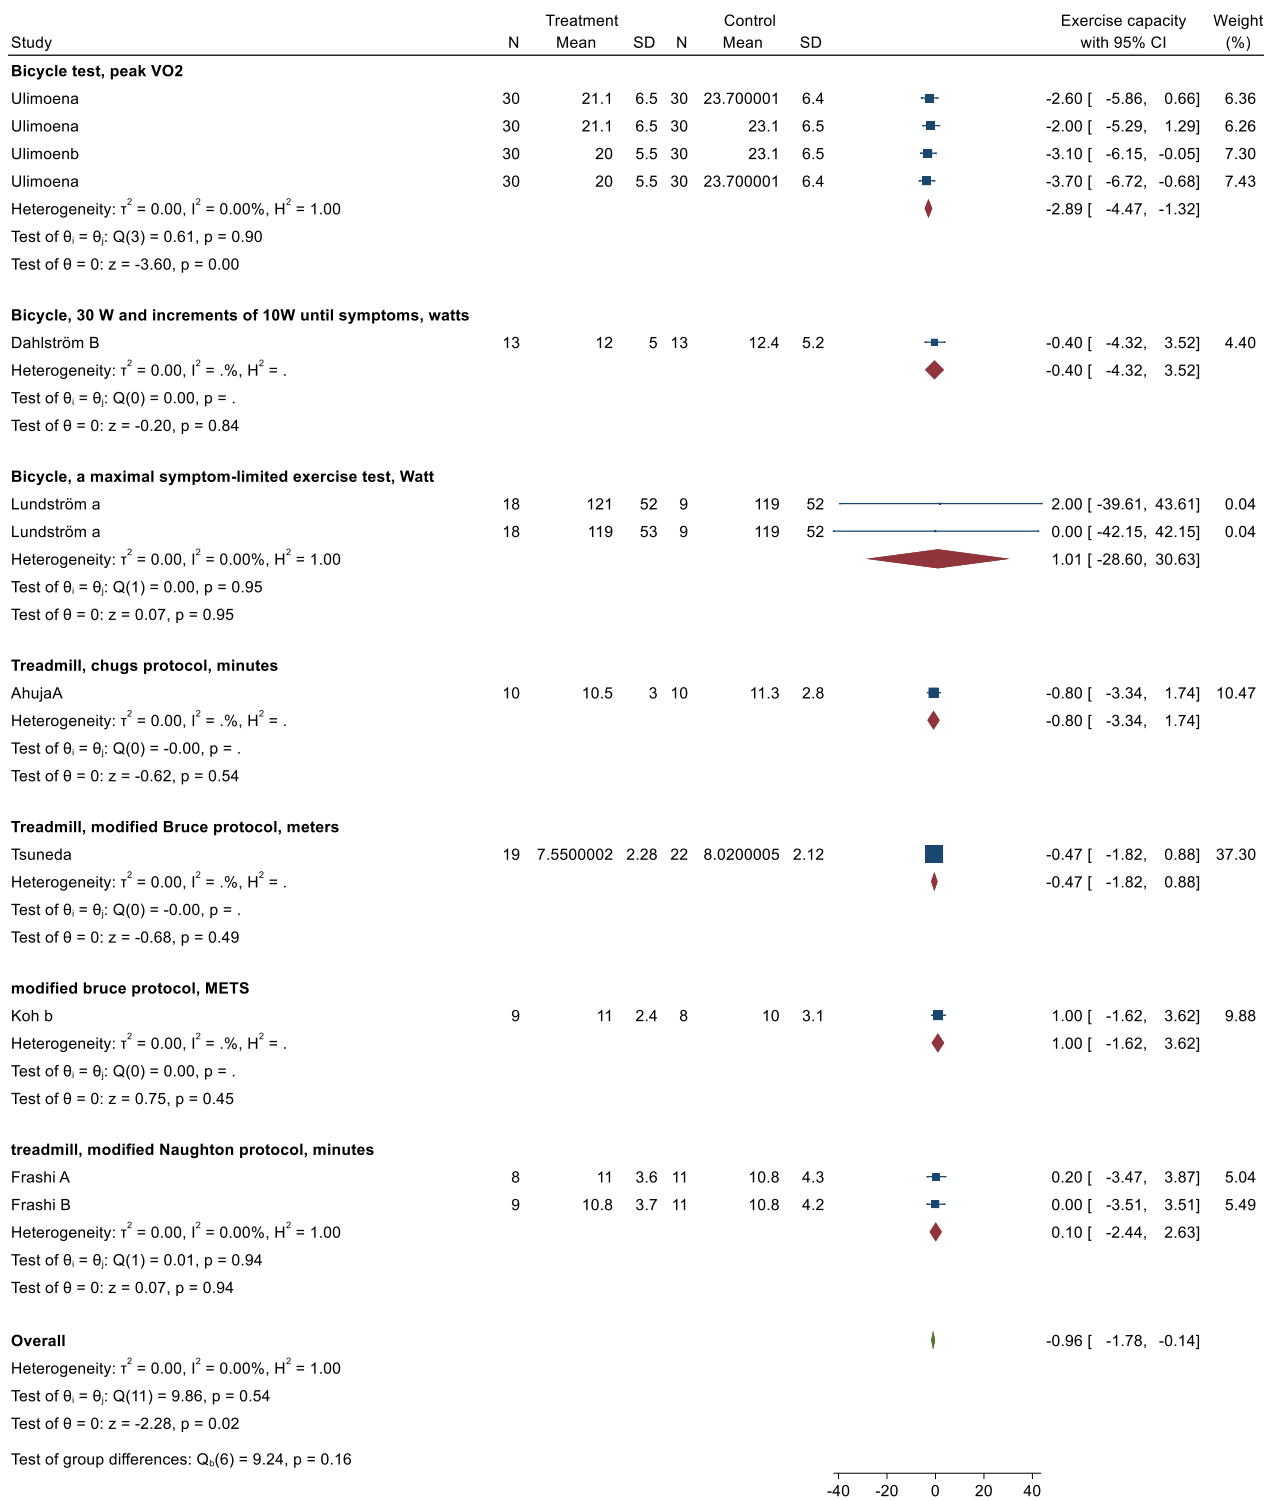 Treatment Control Exercise capacity Weight
Study N Mean SD N Mean SD with 95% CI (%)
Bicycle test, peak VO2
Ulimoena 30 21.1 6.5 30 23.700001 6.4 -2.60 [ -5.86, 0.66] 6.36
Ulimoena 30 21.1 6.5 30 23.1 6.5 -2.00 [ -5.29, 1.29] 6.26
Ulimoenb 30 20 5.5 30 23.1 6.5 -3.10 [ -6.15, -0.05] 7.30
Ulimoena 30 20 5.5 30 23.700001 6.4 -3.70 [ -6.72, -0.68] 7.43
Heterogeneity: τ² = 0.00, I² = 0.00%, H² = 1.00 -2.89 [ -4.47, -1.32]
Test of θᵢ = θⱼ: Q(3) = 0.61, p = 0.90
Test of θ = 0: z = -3.60, p = 0.00
Bicycle, 30 W and increments of 10W until symptoms, watts
Dahlström B 13 12 5 13 12.4 5.2 -0.40 [ -4.32, 3.52] 4.40
Heterogeneity: τ² = 0.00, I² = .%, H² = . -0.40 [ -4.32, 3.52]
Test of θᵢ = θⱼ: Q(0) = 0.00, p = .
Test of θ = 0: z = -0.20, p = 0.84
Bicycle, a maximal symptom-limited exercise test, Watt
Lundström a 18 121 52 9 119 52 2.00 [ -39.61, 43.61] 0.04
Lundström a 18 119 53 9 119 52 0.00 [ -42.15, 42.15] 0.04
Heterogeneity: τ² = 0.00, I² = 0.00%, H² = 1.00 1.01 [ -28.60, 30.63]
Test of θᵢ = θⱼ: Q(1) = 0.00, p = 0.95
Test of θ = 0: z = 0.07, p = 0.95
Treadmill, chugs protocol, minutes
AhujaA 10 10.5 3 10 11.3 2.8 -0.80 [ -3.34, 1.74] 10.47
Heterogeneity: τ² = 0.00, I² = .%, H² = . -0.80 [ -3.34, 1.74]
Test of θᵢ = θⱼ: Q(0) = -0.00, p = .
Test of θ = 0: z = -0.62, p = 0.54
Treadmill, modified Bruce protocol, meters
Tsuneda 19 7.5500002 2.28 22 8.0200005 2.12 -0.47 [ -1.82, 0.88] 37.30
Heterogeneity: τ² = 0.00, I² = .%, H² = . -0.47 [ -1.82, 0.88]
Test of θᵢ = θⱼ: Q(0) = -0.00, p = .
Test of θ = 0: z = -0.68, p = 0.49
modified bruce protocol, METS
Koh b 9 11 2.4 8 10 3.1 1.00 [ -1.62, 3.62] 9.88
Heterogeneity: τ² = 0.00, I² = .%, H² = . 1.00 [ -1.62, 3.62]
Test of θᵢ = θⱼ: Q(0) = 0.00, p = .
Test of θ = 0: z = 0.75, p = 0.45
treadmill, modified Naughton protocol, minutes
Frashi A 8 11 3.6 11 10.8 4.3 0.20 [ -3.47, 3.87] 5.04
Frashi B 9 10.8 3.7 11 10.8 4.2 0.00 [ -3.51, 3.51] 5.49
Heterogeneity: τ² = 0.00, I² = 0.00%, H² = 1.00 0.10 [ -2.44, 2.63]
Test of θᵢ = θⱼ: Q(1) = 0.01, p = 0.94
Test of θ = 0: z = 0.07, p = 0.94
Overall -0.96 [ -1.78, -0.14]
Heterogeneity: τ² = 0.00, I² = 0.00%, H² = 1.00
Test of θᵢ = θⱼ: Q(11) = 9.86, p = 0.54
Test of θ = 0: z = -2.28, p = 0.02
Test of group differences: Q_b(6) = 9.24, p = 0.16
-40 -20 0 20 40